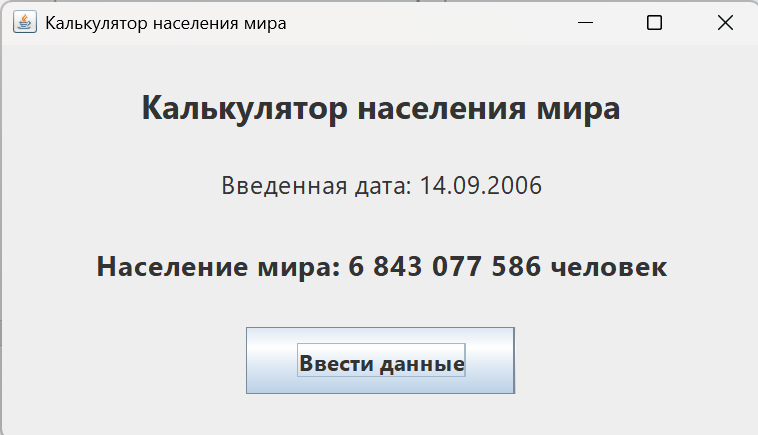 Калькулятор населения мира
Калькулятор населения мира
Введенная дата: 14.09.2006
Население мира: 6 843 077 586 человек
Ввести данные